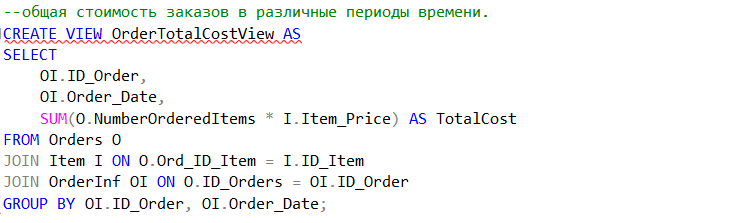 --общая стоимость заказов в различные периоды времени.
CREATE VIEW OrderTotalCostView AS
SELECT
    OI.ID_Order,
    OI.Order_Date,
    SUM(O.NumberOrderedItems * I.Item_Price) AS TotalCost
FROM Orders O
JOIN Item I ON O.Ord_ID_Item = I.ID_Item
JOIN OrderInf OI ON O.ID_Orders = OI.ID_Order
GROUP BY OI.ID_Order, OI.Order_Date;